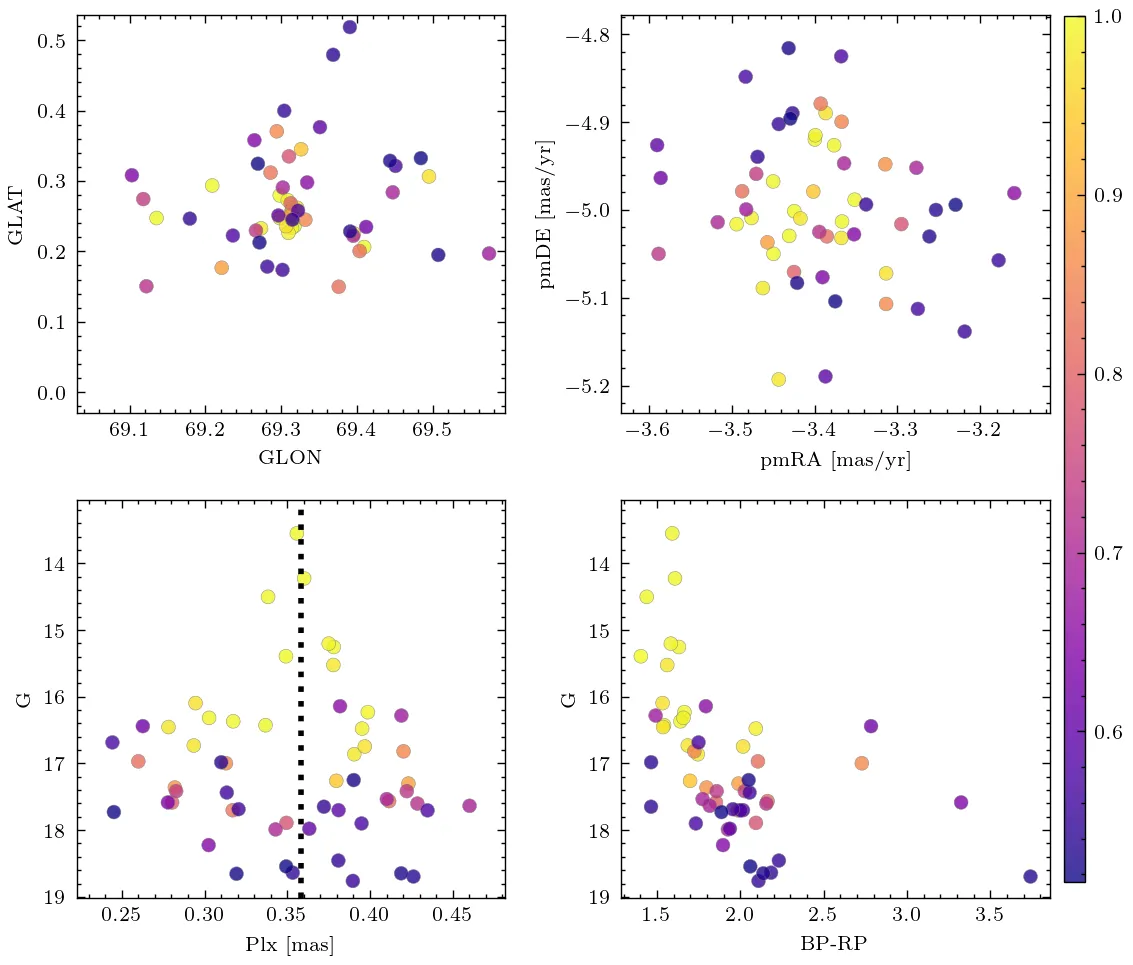 0.5
0.4
0.3
0.2
0.1
0.0
GLAT
69.1 69.2 69.3 69.4 69.5
GLON
−4.8
−4.9
−5.0
−5.1
−5.2
pmDE [mas/yr]
−3.6 −3.5 −3.4 −3.3 −3.2
pmRA [mas/yr]
1.0
0.9
0.8
0.7
0.6
14
15
16
17
18
19
G
0.25 0.30 0.35 0.40 0.45
Plx [mas]
14
15
16
17
18
19
G
1.5 2.0 2.5 3.0 3.5
BP-RP